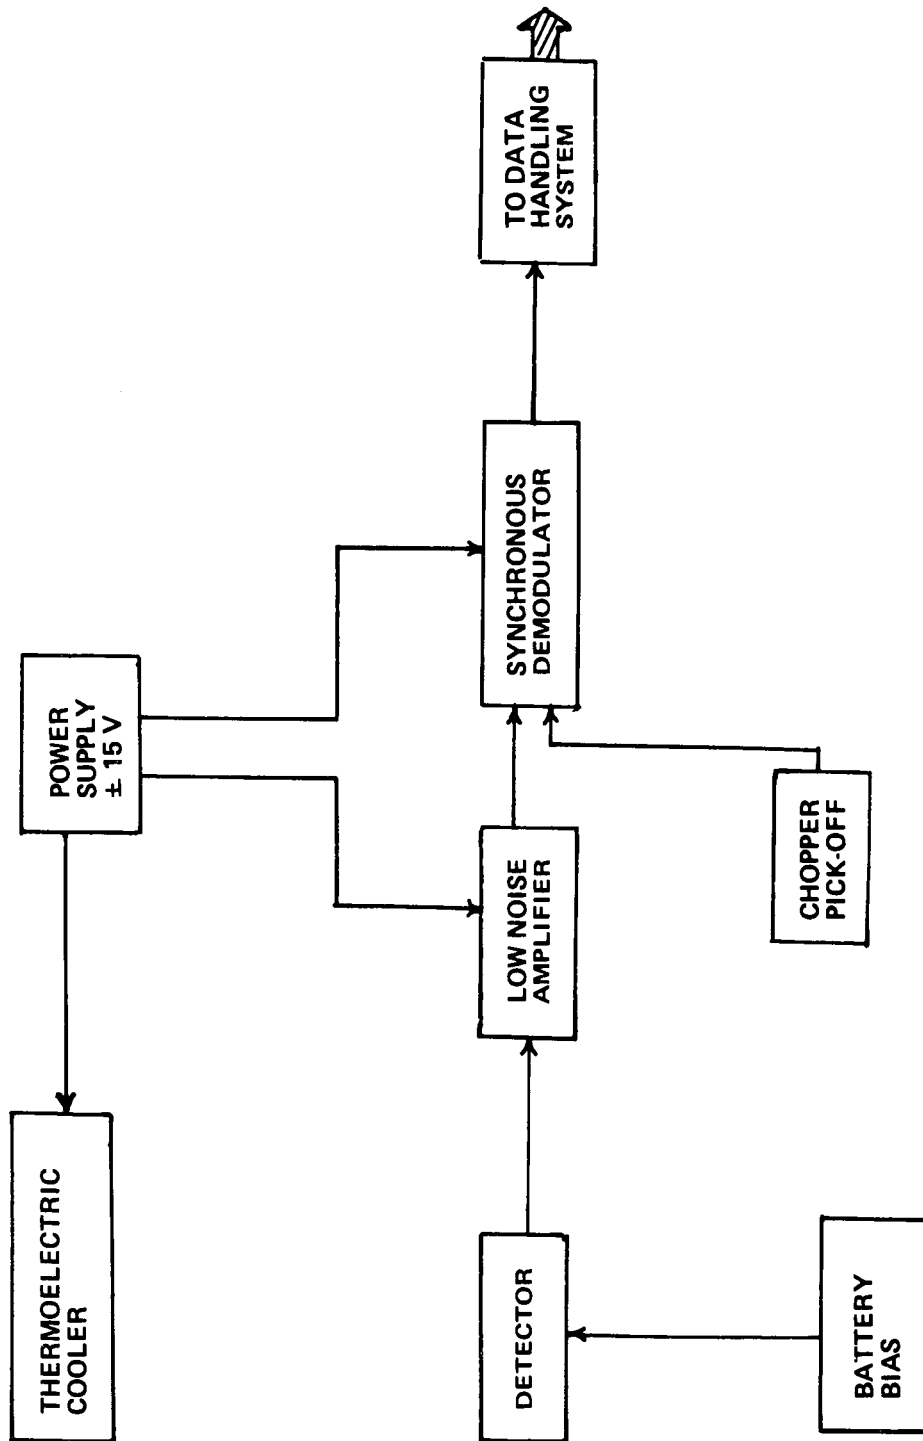 THERMOELECTRIC
COOLER
POWER
SUPPLY
± 15 V
DETECTOR
LOW NOISE
AMPLIFIER
SYNCHRONOUS
DEMODULATOR
TO DATA
HANDLING
SYSTEM
BATTERY
BIAS
CHOPPER
PICK-OFF